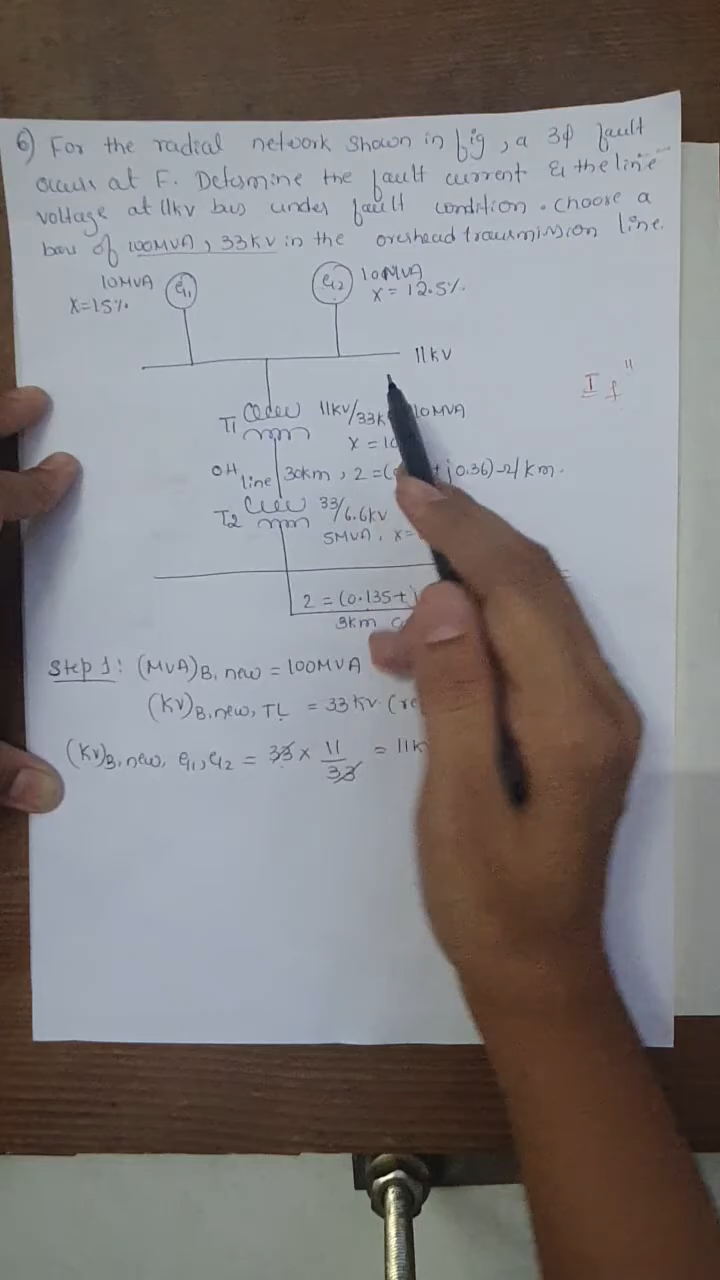 6) For the radial network shown in fig, a 3φ fault
occurs at F. Determine the fault current & the line
voltage at 11kv bus under fault condition. Choose a
base of 100MVA, 33KV in the overhead transmission line.
10MVA
X=15%
G1
G2
10MVA
X = 12.5%
11KV
I f "
T1
11KV/33K 10MVA
X = 10
OH line
30km, Z = ( + j0.36) Ω/km.
T2
33/6.6KV
5MVA, X=
Z = (0.135+j
3km
Step 1: (MVA)B, new = 100MVA
(KV)B, new, TL = 33KV
(KV)B, new, G1, G2 = 33 × 11/33 = 11K